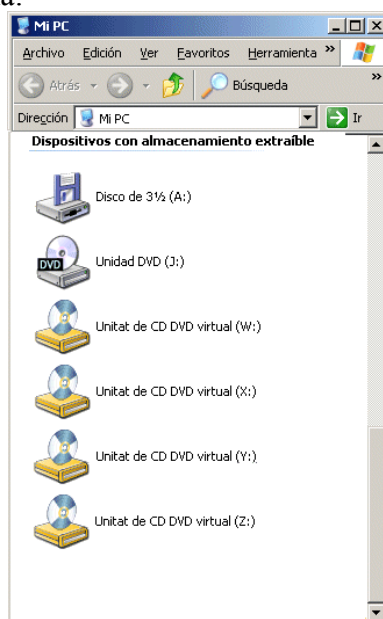 a.
Mi PC
Archivo Edición Ver Favoritos Herramienta »
Atrás Búsqueda »
Dirección Mi PC Ir
Dispositivos con almacenamiento extraíble
Disco de 3½ (A:)
DVD Unidad DVD (J:)
Unitat de CD DVD virtual (W:)
Unitat de CD DVD virtual (X:)
Unitat de CD DVD virtual (Y:)
Unitat de CD DVD virtual (Z:)